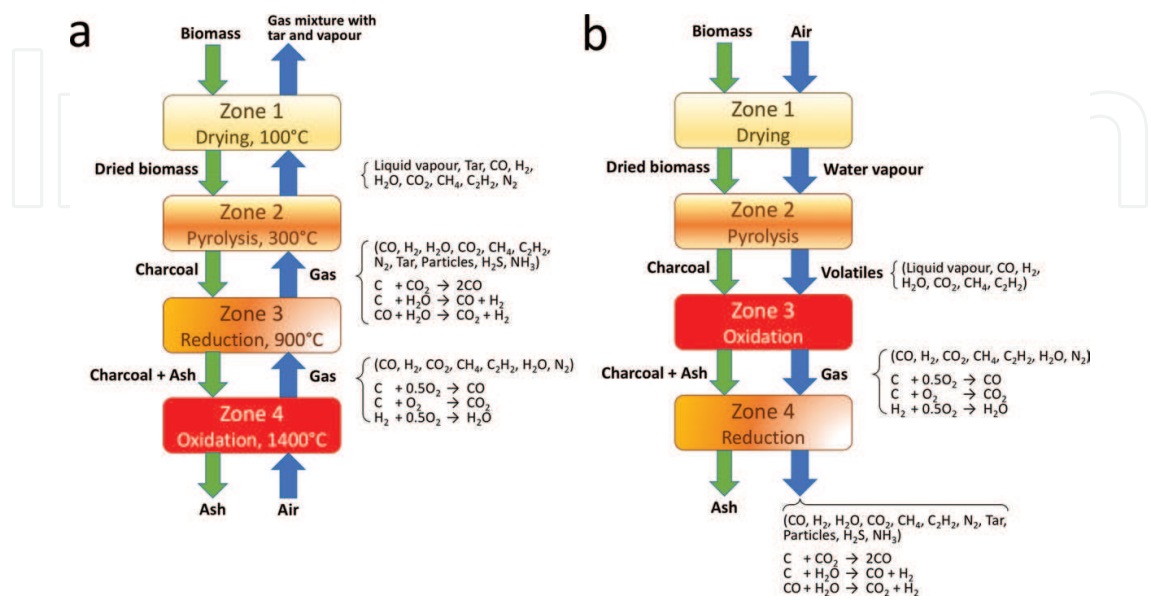 a
Biomass
Gas mixture with
tar and vapour
Zone 1
Drying, 100°C
Dried biomass
Liquid vapour, Tar, CO, H₂,
H₂O, CO₂, CH₄, C₂H₂, N₂
Zone 2
Pyrolysis, 300°C
Charcoal
Gas
(CO, H₂, H₂O, CO₂, CH₄, C₂H₂,
N₂, Tar, Particles, H₂S, NH₃)
C + CO₂ → 2CO
C + H₂O → CO + H₂
CO + H₂O → CO₂ + H₂
Zone 3
Reduction, 900°C
Charcoal + Ash
Gas
(CO, H₂, CO₂, CH₄, C₂H₂, H₂O, N₂)
C + 0.5O₂ → CO
C + O₂ → CO₂
H₂ + 0.5O₂ → H₂O
Zone 4
Oxidation, 1400°C
Ash
Air
b
Biomass
Air
Zone 1
Drying
Dried biomass
Water vapour
Zone 2
Pyrolysis
Charcoal
Volatiles
(Liquid vapour, CO, H₂,
H₂O, CO₂, CH₄, C₂H₂)
Zone 3
Oxidation
Charcoal + Ash
Gas
(CO, H₂, CO₂, CH₄, C₂H₂, H₂O, N₂)
C + 0.5O₂ → CO
C + O₂ → CO₂
H₂ + 0.5O₂ → H₂O
Zone 4
Reduction
Ash
(CO, H₂, H₂O, CO₂, CH₄, C₂H₂, N₂, Tar,
Particles, H₂S, NH₃)
C + CO₂ → 2CO
C + H₂O → CO + H₂
CO + H₂O → CO₂ + H₂